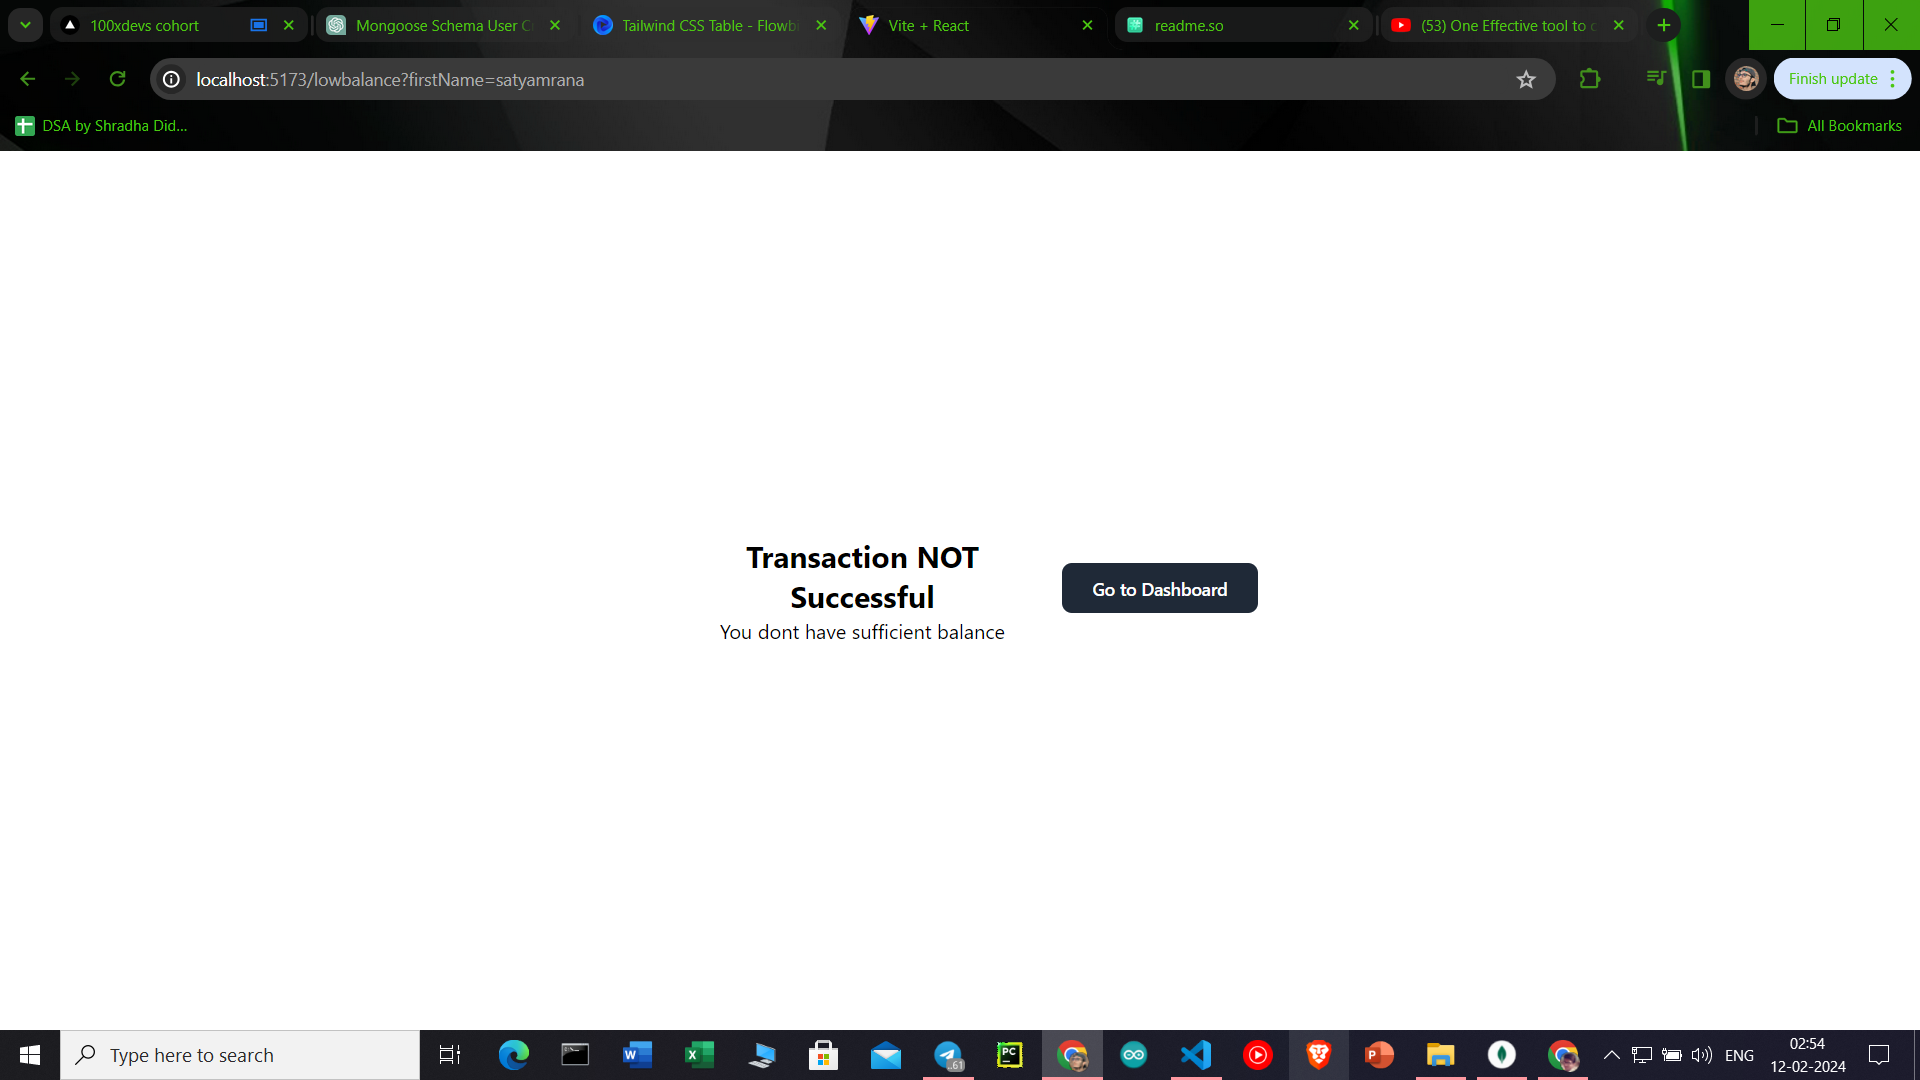 100xdevs cohort
Mongoose Schema User C
Tailwind CSS Table - Flowbi
Vite + React
readme.so
(53) One Effective tool to c
localhost:5173/lowbalance?firstName=satyamrana
Finish update
DSA by Shradha Did...
All Bookmarks
Transaction NOT
Successful
You dont have sufficient balance
Go to Dashboard
Type here to search
61
PC
ENG
02:54
12-02-2024